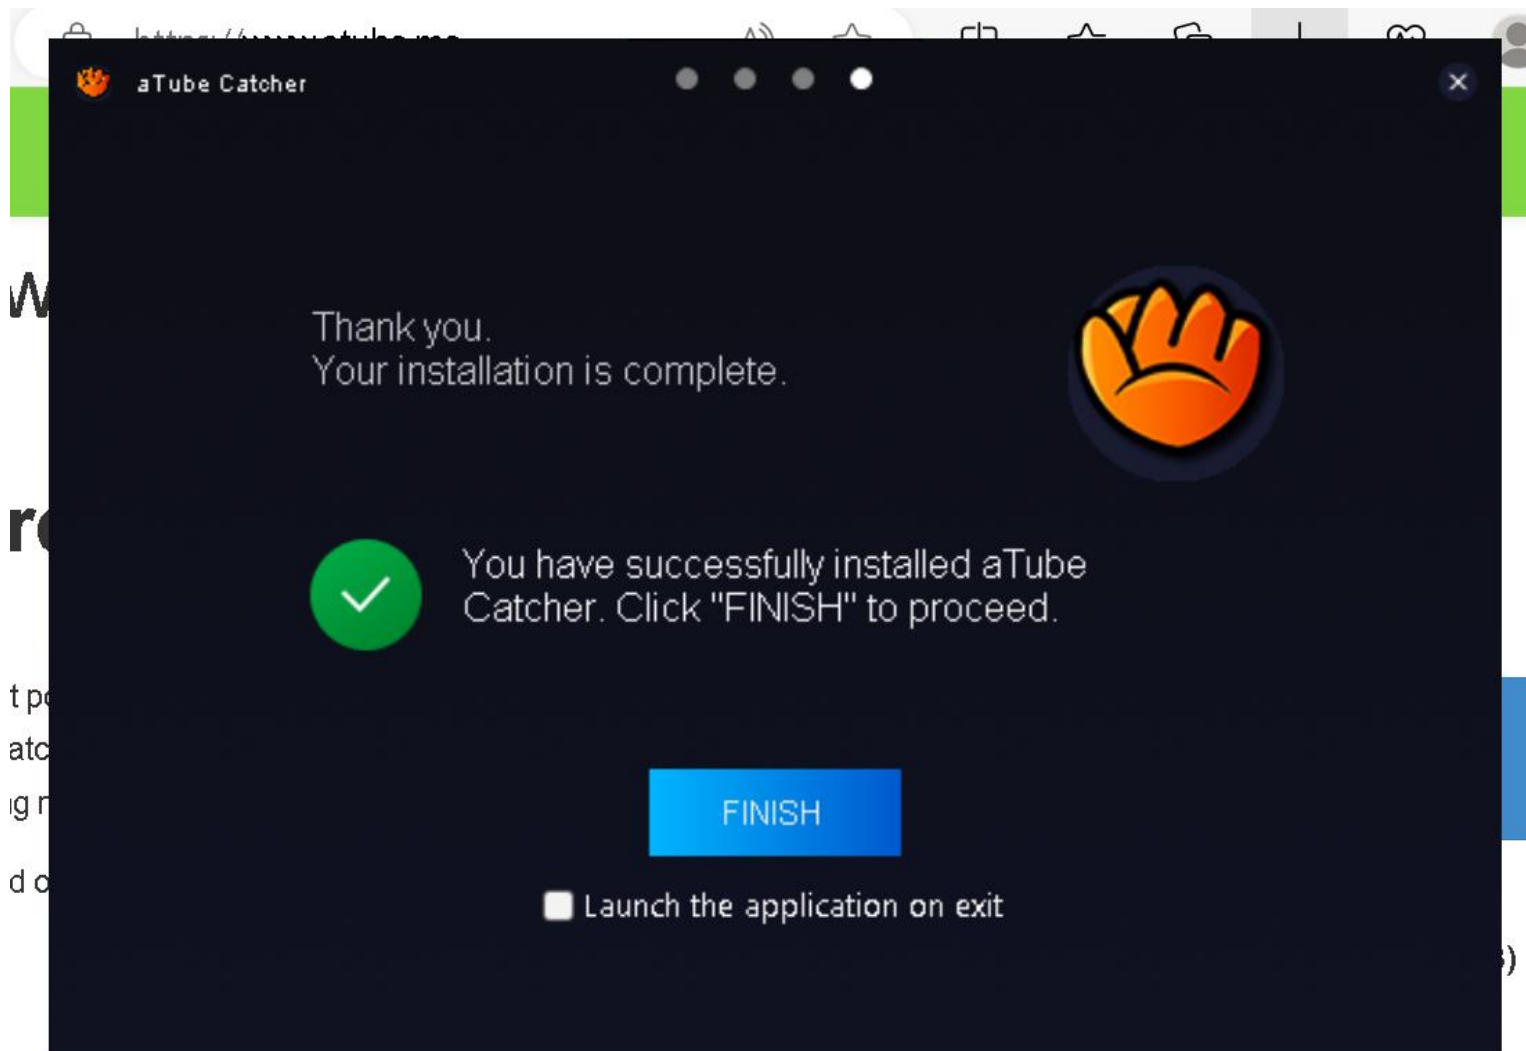 aTube Catcher
Thank you.
Your installation is complete.
You have successfully installed aTube
Catcher. Click "FINISH" to proceed.
FINISH
Launch the application on exit